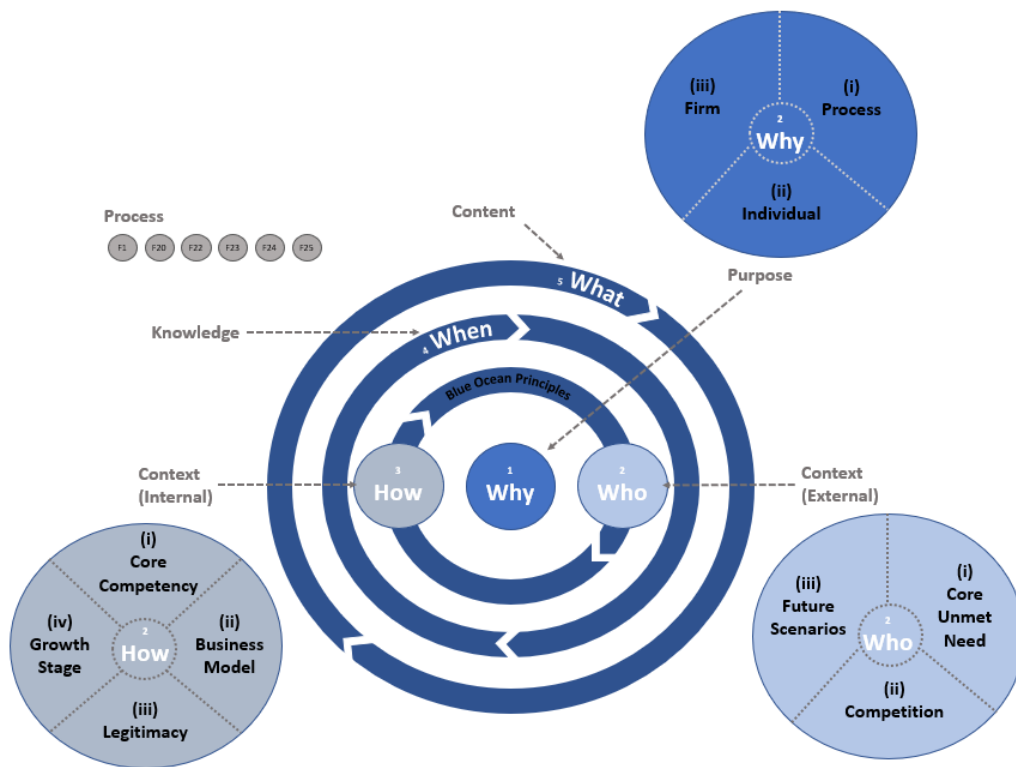 (iii)
Firm
(i)
Process
2
Why
(ii)
Individual
Process
F1 F20 F22 F23 F24 F25
Content
Purpose
Knowledge
5 What
4 When
Blue Ocean Principles
Context
(Internal)
3
How
1
Why
2
Who
Context
(External)
(i)
Core
Competency
(iv)
Growth
Stage
2
How
(ii)
Business
Model
(iii)
Legitimacy
(iii)
Future
Scenarios
(i)
Core
Unmet
Need
2
Who
(ii)
Competition